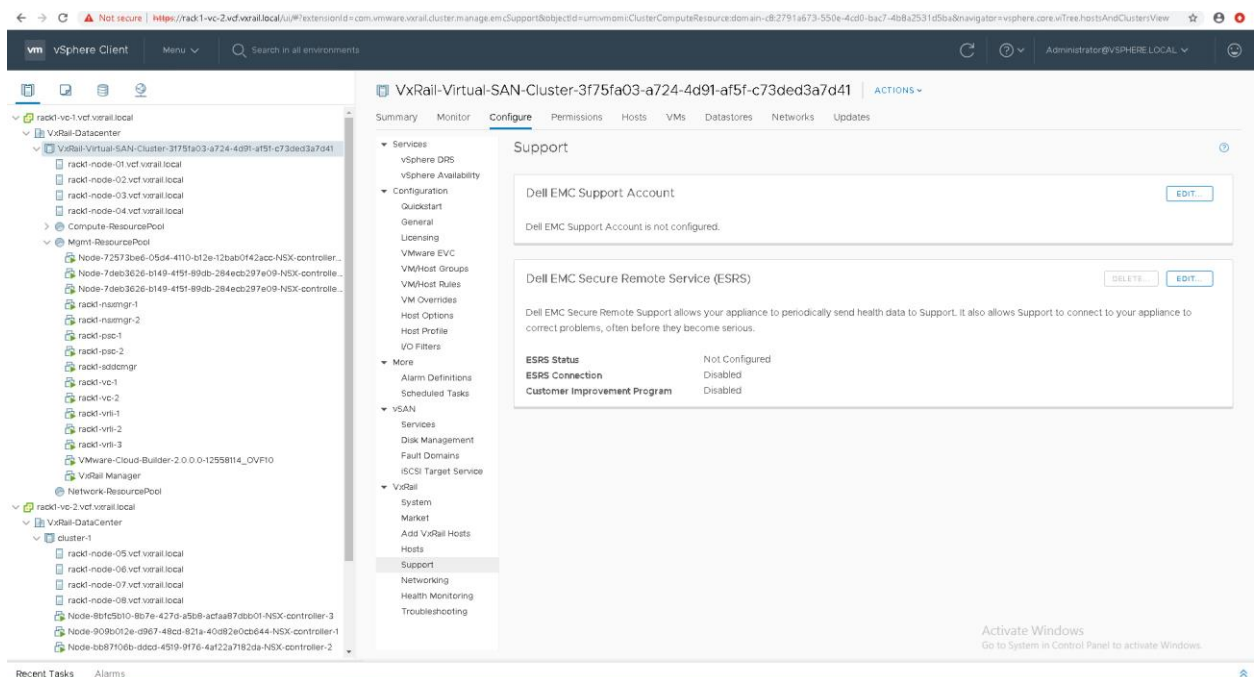 Not secure | https://rack1-vc-2.vcf.vxrail.local/ui/#?extensionId=com.vmware.vxrail.cluster.manage.emcSupport&objectId=urn:vmomi:ClusterComputeResource:domain-c8:2791a673-550e-4cd0-bac7-4b8a2531d5ba&navigator=vsphere.core.viTree.hostsAndClustersView
vm vSphere Client Menu Search in all environments Administrator@VSPHERE.LOCAL
rack1-vc-1.vcf.vxrail.local
VxRail-Datacenter
VxRail-Virtual-SAN-Cluster-3f75fa03-a724-4d91-af5f-c73ded3a7d41
rack1-node-01.vcf.vxrail.local
rack1-node-02.vcf.vxrail.local
rack1-node-03.vcf.vxrail.local
rack1-node-04.vcf.vxrail.local
Compute-ResourcePool
Mgmt-ResourcePool
Node-72573be6-05d4-4110-b12e-12bab0f42acc-NSX-controller...
Node-7deb3626-b149-4f5f-89db-284ecb297e09-NSX-controlle...
Node-7deb3626-b149-4f5f-89db-284ecb297e09-NSX-controlle...
rack1-nsxmgr-1
rack1-nsxmgr-2
rack1-psc-1
rack1-psc-2
rack1-sddcmgr
rack1-vc-1
rack1-vc-2
rack1-vrli-1
rack1-vrli-2
rack1-vrli-3
VMware-Cloud-Builder-2.0.0.0-12558114_OVF10
VxRail Manager
Network-ResourcePool
rack1-vc-2.vcf.vxrail.local
VxRail-DataCenter
cluster-1
rack1-node-05.vcf.vxrail.local
rack1-node-06.vcf.vxrail.local
rack1-node-07.vcf.vxrail.local
rack1-node-08.vcf.vxrail.local
Node-8bfc5b10-8b7e-427d-a5b8-acfaa87dbb01-NSX-controller-3
Node-909b012e-d967-48cd-821a-40d82e0cb644-NSX-controller-1
Node-bb87f06b-ddcd-4519-9f76-4af22a7182da-NSX-controller-2
VxRail-Virtual-SAN-Cluster-3f75fa03-a724-4d91-af5f-c73ded3a7d41 ACTIONS
Summary Monitor Configure Permissions Hosts VMs Datastores Networks Updates
Services
vSphere DRS
vSphere Availability
Configuration
Quickstart
General
Licensing
VMware EVC
VM/Host Groups
VM/Host Rules
VM Overrides
Host Options
Host Profile
I/O Filters
More
Alarm Definitions
Scheduled Tasks
vSAN
Services
Disk Management
Fault Domains
iSCSI Target Service
VxRail
System
Market
Add VxRail Hosts
Hosts
Support
Networking
Health Monitoring
Troubleshooting
Support
Dell EMC Support Account EDIT...
Dell EMC Support Account is not configured.
Dell EMC Secure Remote Service (ESRS) DELETE... EDIT...
Dell EMC Secure Remote Support allows your appliance to periodically send health data to Support. It also allows Support to connect to your appliance to
correct problems, often before they become serious.
ESRS Status Not Configured
ESRS Connection Disabled
Customer Improvement Program Disabled
Activate Windows
Go to System in Control Panel to activate Windows.
Recent Tasks Alarms